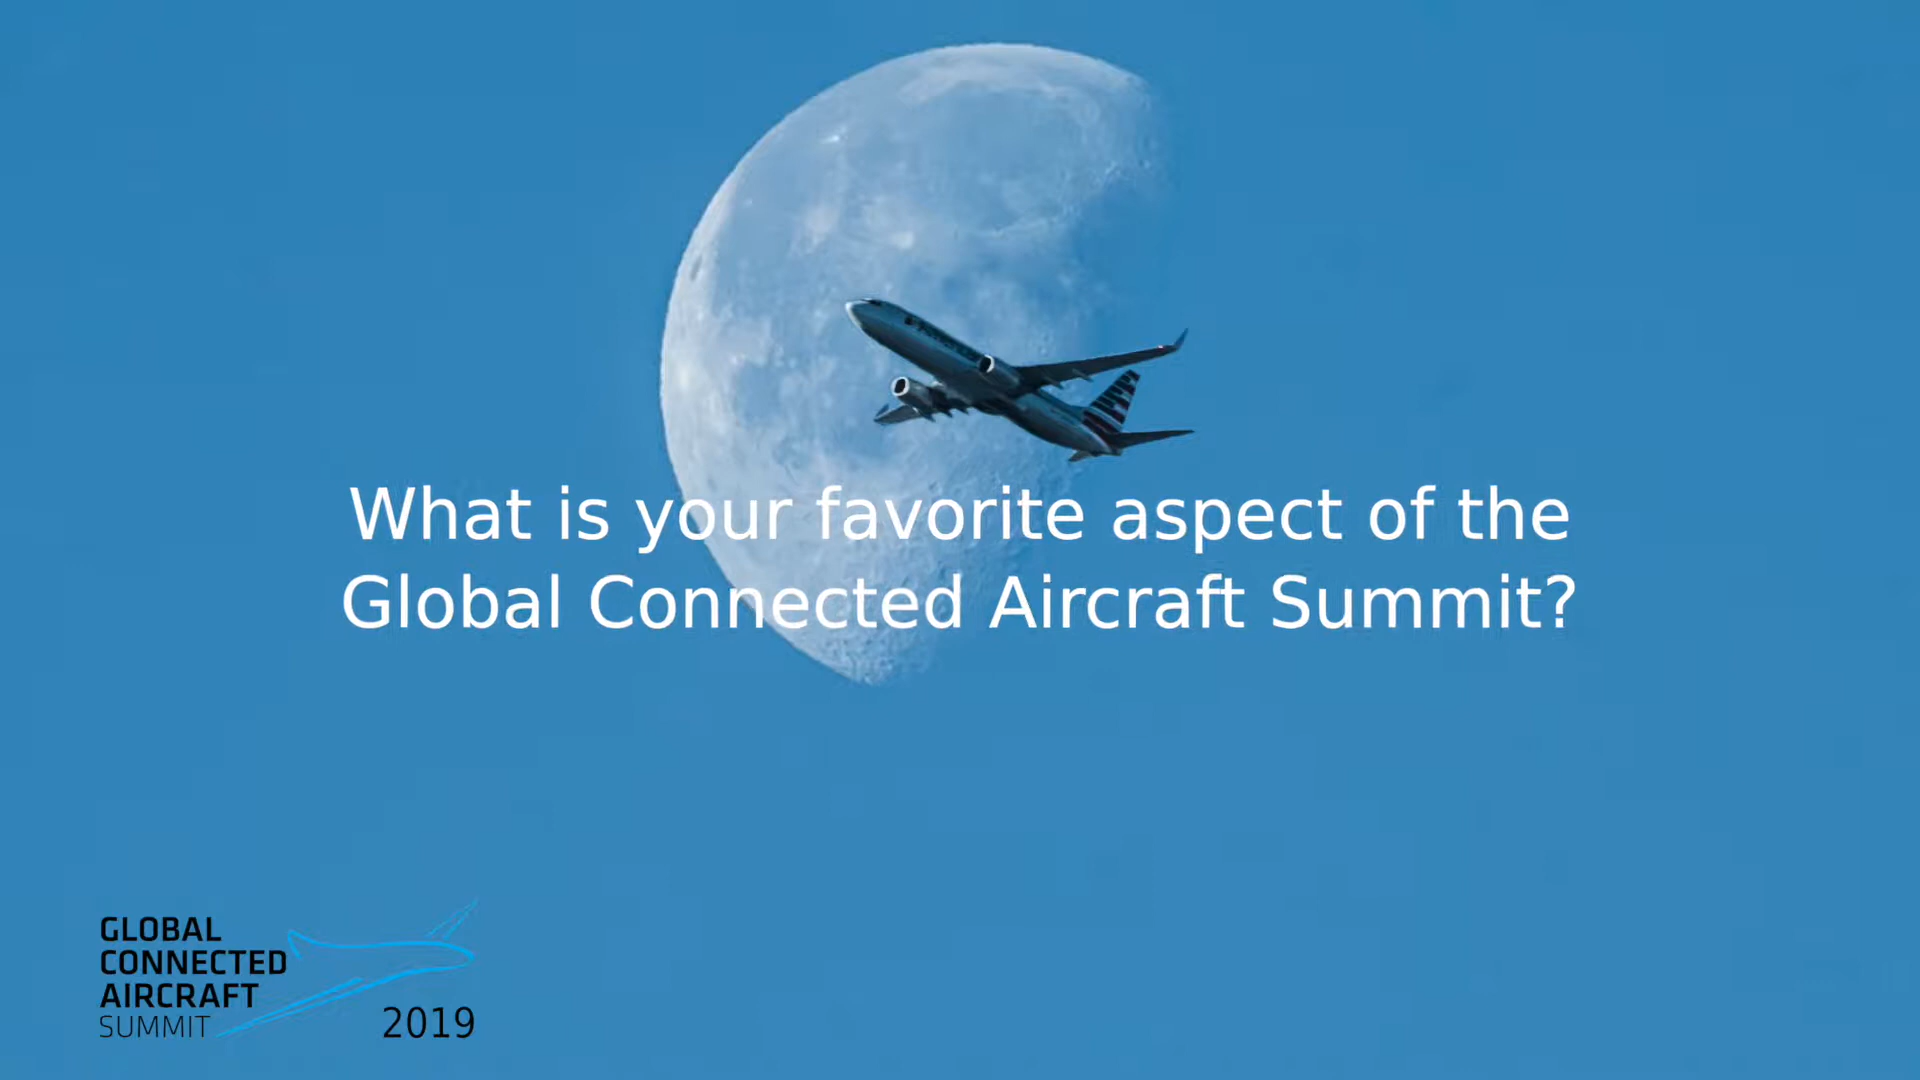 What is your favorite aspect of the
Global Connected Aircraft Summit?
GLOBAL
CONNECTED
AIRCRAFT
SUMMIT
2019